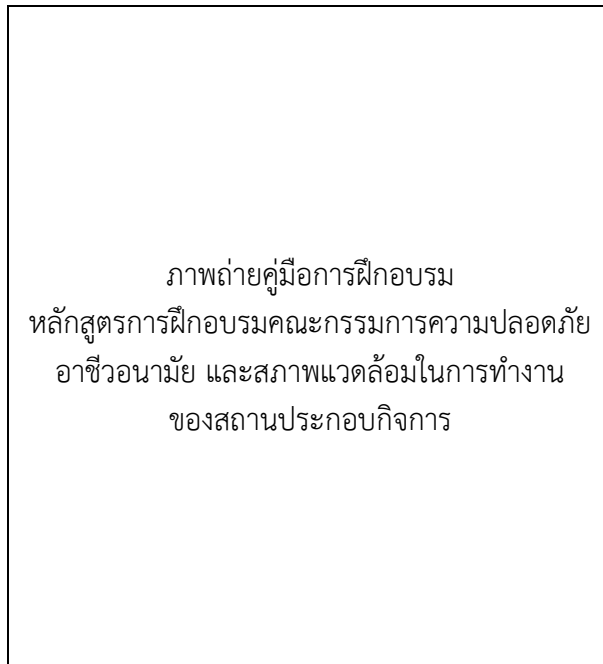 ภาพถ่ายคู่มือการฝึกอบรม
หลักสูตรการฝึกอบรมคณะกรรมการความปลอดภัย
อาชีวอนามัย และสภาพแวดล้อมในการทำงาน
ของสถานประกอบกิจการ